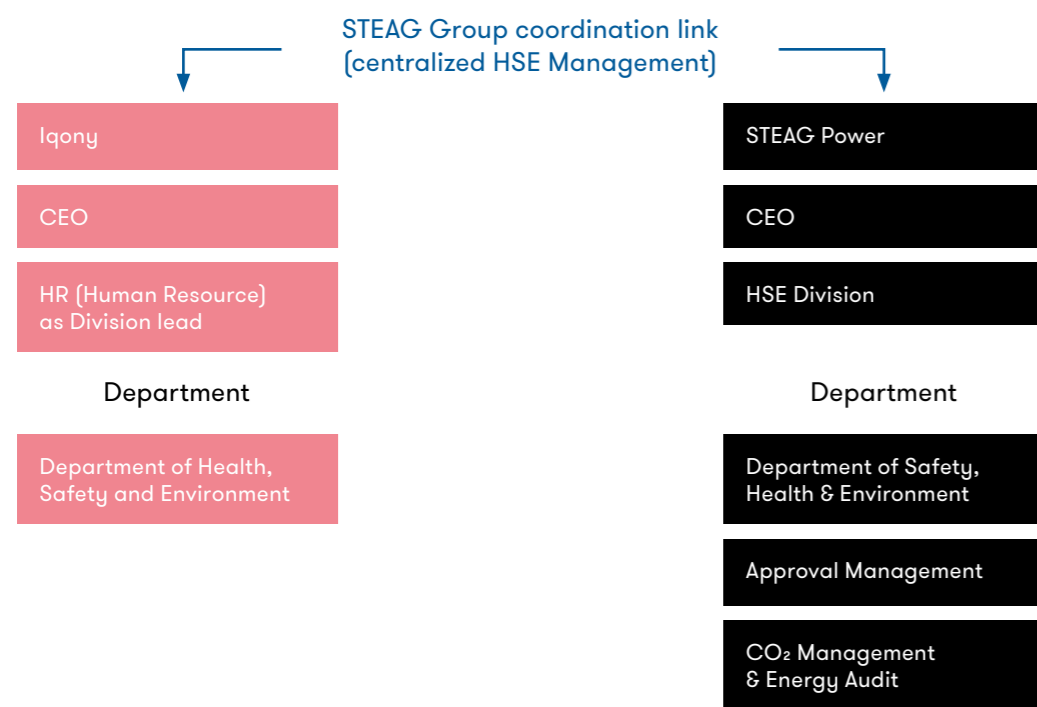 STEAG Group coordination link
(centralized HSE Management)
Iqony
CEO
HR (Human Resource)
as Division lead
Department
Department of Health,
Safety and Environment
STEAG Power
CEO
HSE Division
Department
Department of Safety,
Health & Environment
Approval Management
CO₂ Management
& Energy Audit